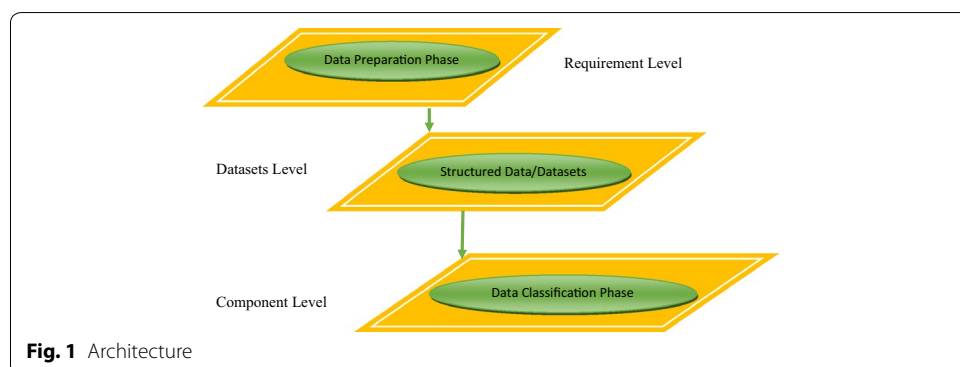 Data Preparation Phase
Requirement Level
Datasets Level
Structured Data/Datasets
Data Classification Phase
Component Level
Fig. 1 Architecture